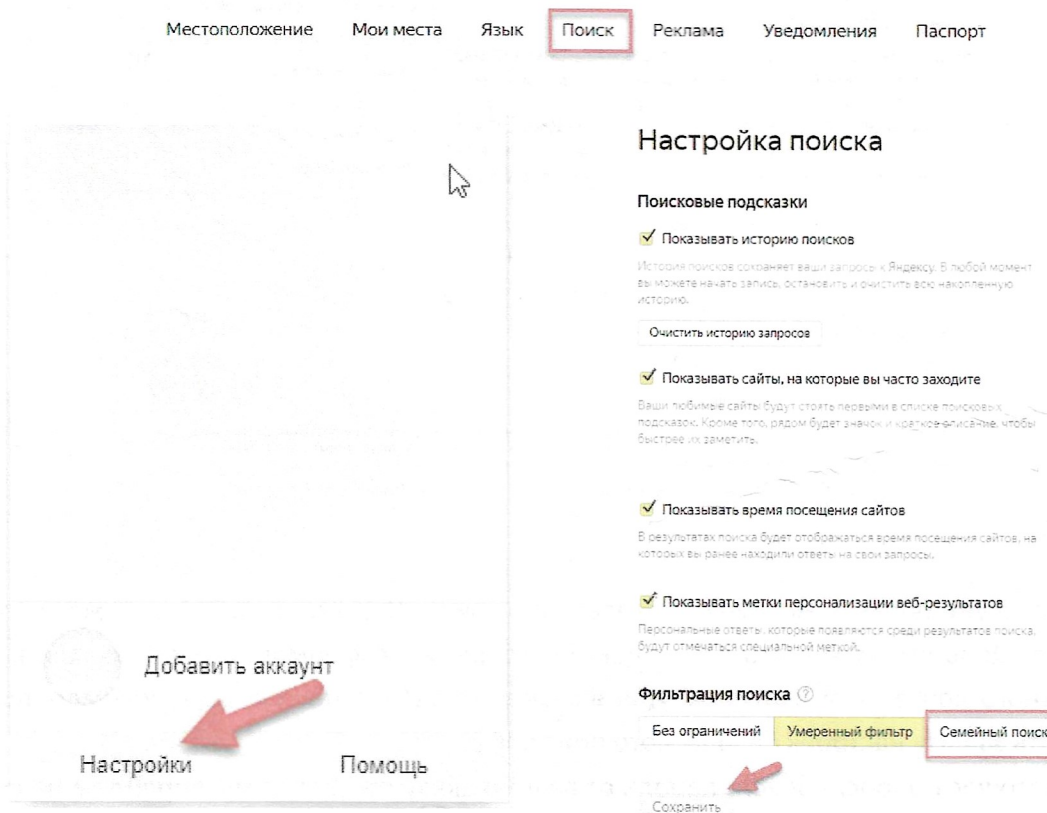 Местоположение Мои места Язык Поиск Реклама Уведомления Паспорт
Настройка поиска
Поисковые подсказки
Показывать историю поисков
История поисков сохраняет ваши запросы к Яндексу. В любой момент
вы можете начать запись, остановить и очистить всю накопленную
историю.
Очистить историю запросов
Показывать сайты, на которые вы часто заходите
Ваши любимые сайты будут стоять первыми в списке поисковых
подсказок. Кроме того, рядом будет значок и краткое описание, чтобы
быстрее их заметить.
Показывать время посещения сайтов
В результатах поиска будет отображаться время посещения сайтов, на
которых вы ранее находили ответы на свои запросы.
Показывать метки персонализации веб-результатов
Персональные ответы, которые появляются среди результатов поиска,
будут отмечаться специальной меткой.
Фильтрация поиска
Без ограничений Умеренный фильтр Семейный поиск
Сохранить
Добавить аккаунт
Настройки Помощь